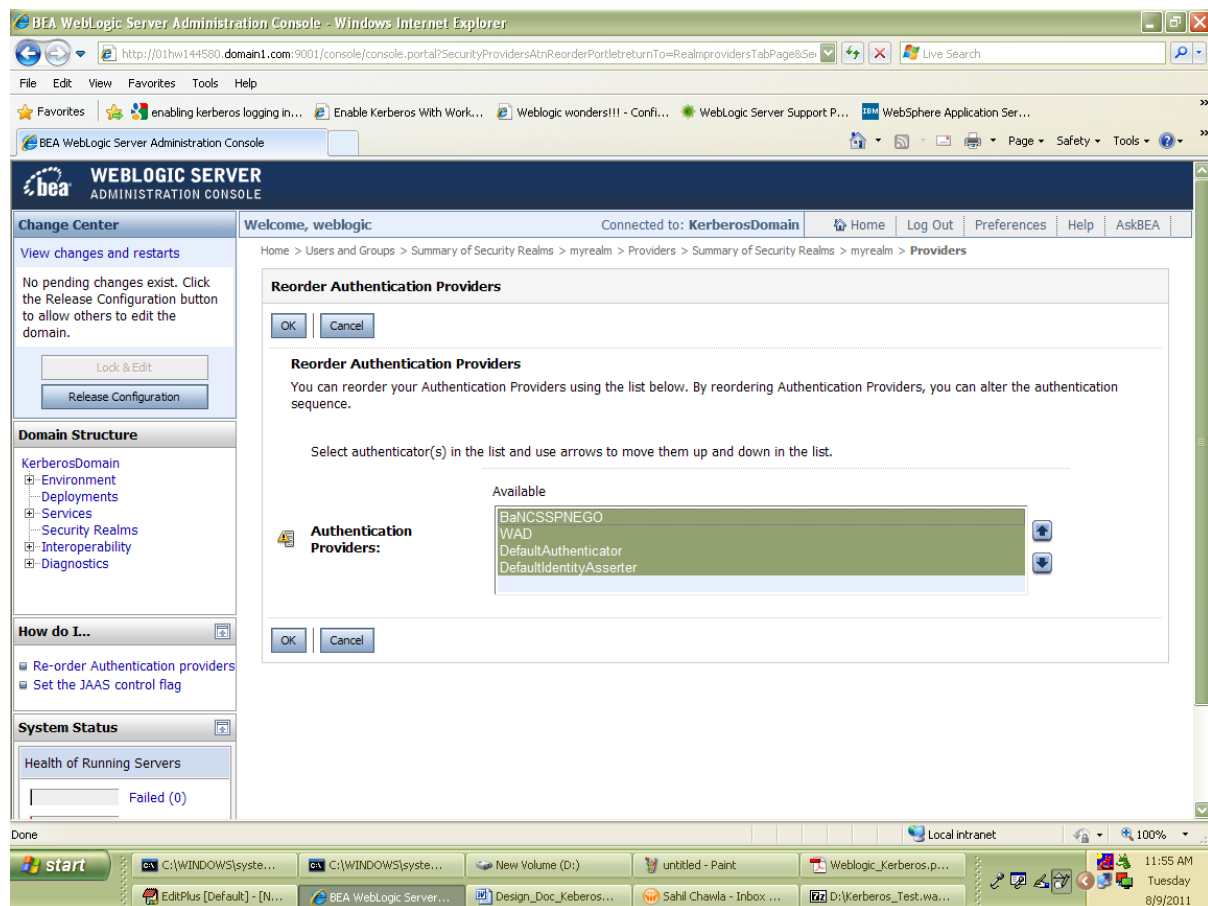 BEA WebLogic Server Administration Console - Windows Internet Explorer
http://01hw144580.domain1.com:9001/console/console.portal?SecurityProvidersAtnReorderPortletreturnTo=RealmprovidersTabPage&Se
Live Search
File Edit View Favorites Tools Help
Favorites enabling kerberos logging in... Enable Kerberos With Work... Weblogic wonders!!! - Confi... WebLogic Server Support P... IBM WebSphere Application Ser... »
BEA WebLogic Server Administration Console Page Safety Tools »
bea WEBLOGIC SERVER
ADMINISTRATION CONSOLE
Change Center
View changes and restarts
No pending changes exist. Click
the Release Configuration button
to allow others to edit the
domain.
Lock & Edit
Release Configuration
Domain Structure
KerberosDomain
Environment
Deployments
Services
Security Realms
Interoperability
Diagnostics
How do I...
Re-order Authentication providers
Set the JAAS control flag
System Status
Health of Running Servers
Failed (0)
Welcome, weblogic Connected to: KerberosDomain Home Log Out Preferences Help AskBEA
Home > Users and Groups > Summary of Security Realms > myrealm > Providers > Summary of Security Realms > myrealm > Providers
Reorder Authentication Providers
OK Cancel
Reorder Authentication Providers
You can reorder your Authentication Providers using the list below. By reordering Authentication Providers, you can alter the authentication
sequence.
Select authenticator(s) in the list and use arrows to move them up and down in the list.
Available
Authentication
Providers:
BaNCSSPNEGO
WAD
DefaultAuthenticator
DefaultIdentityAsserter
OK Cancel
Done Local intranet 100%
start C:\WINDOWS\syste... C:\WINDOWS\syste... New Volume (D:) untitled - Paint Weblogic_Kerberos.p... 11:55 AM
Tuesday
EditPlus [Default] - [N... BEA WebLogic Server... Design_Doc_Keberos... Sahil Chawla - Inbox ... D:\Kerberos_Test.wa... 8/9/2011